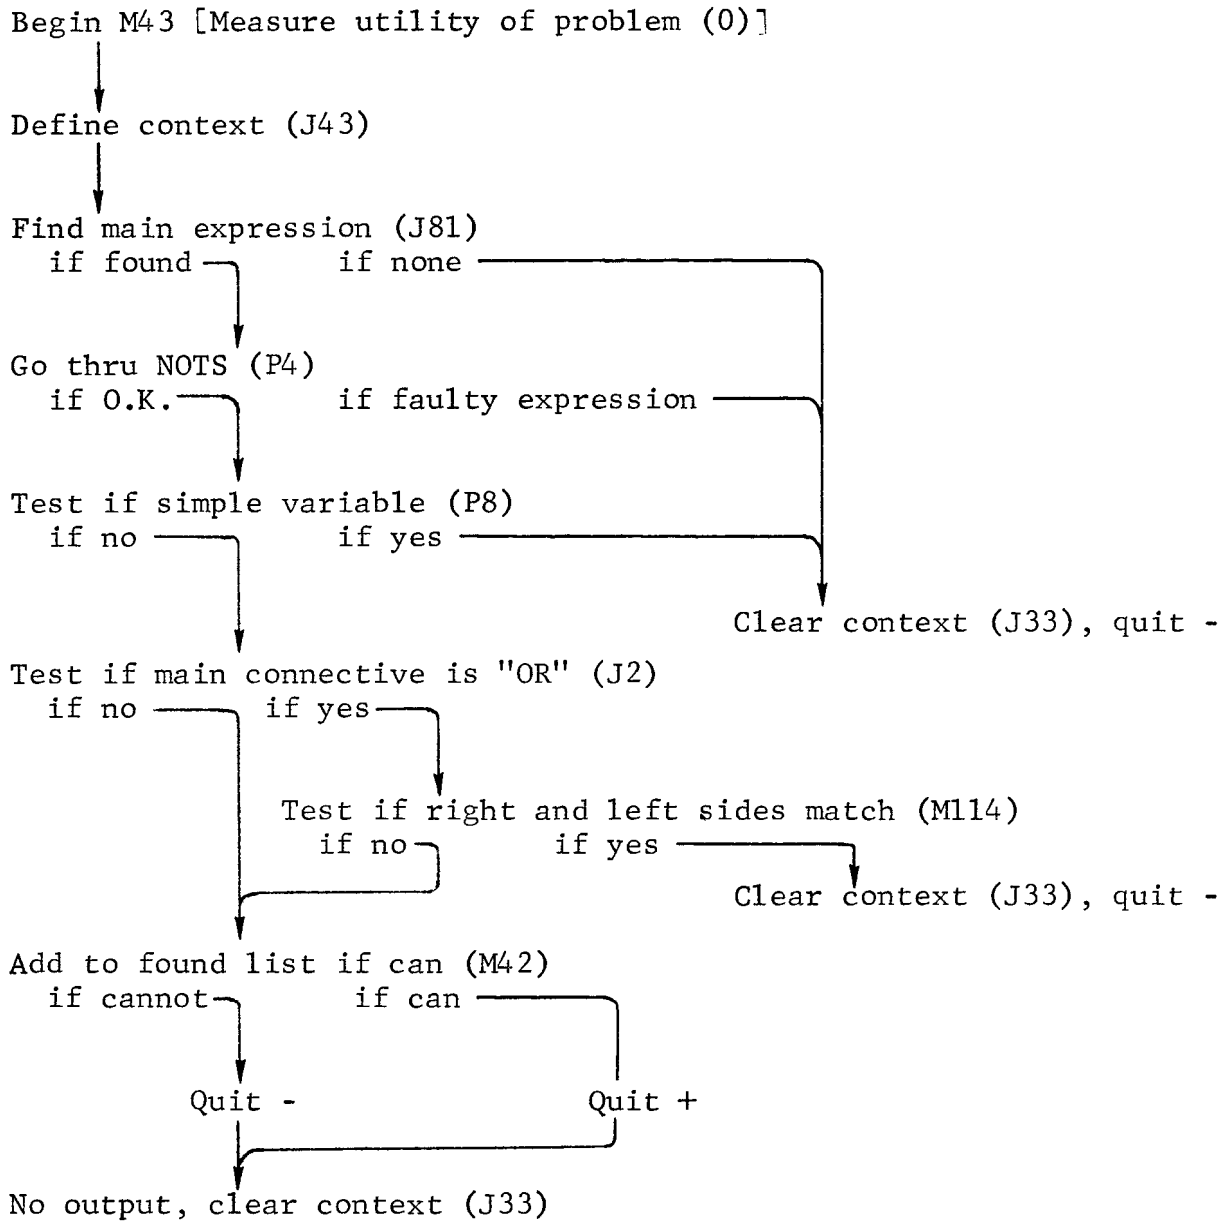 Begin M43 [Measure utility of problem (0)]
Define context (J43)
Find main expression (J81)
if found if none
Go thru NOTS (P4)
if O.K. if faulty expression
Test if simple variable (P8)
if no if yes
Clear context (J33), quit -
Test if main connective is "OR" (J2)
if no if yes
Test if right and left sides match (M114)
if no if yes
Clear context (J33), quit -
Add to found list if can (M42)
if cannot if can
Quit - Quit +
No output, clear context (J33)